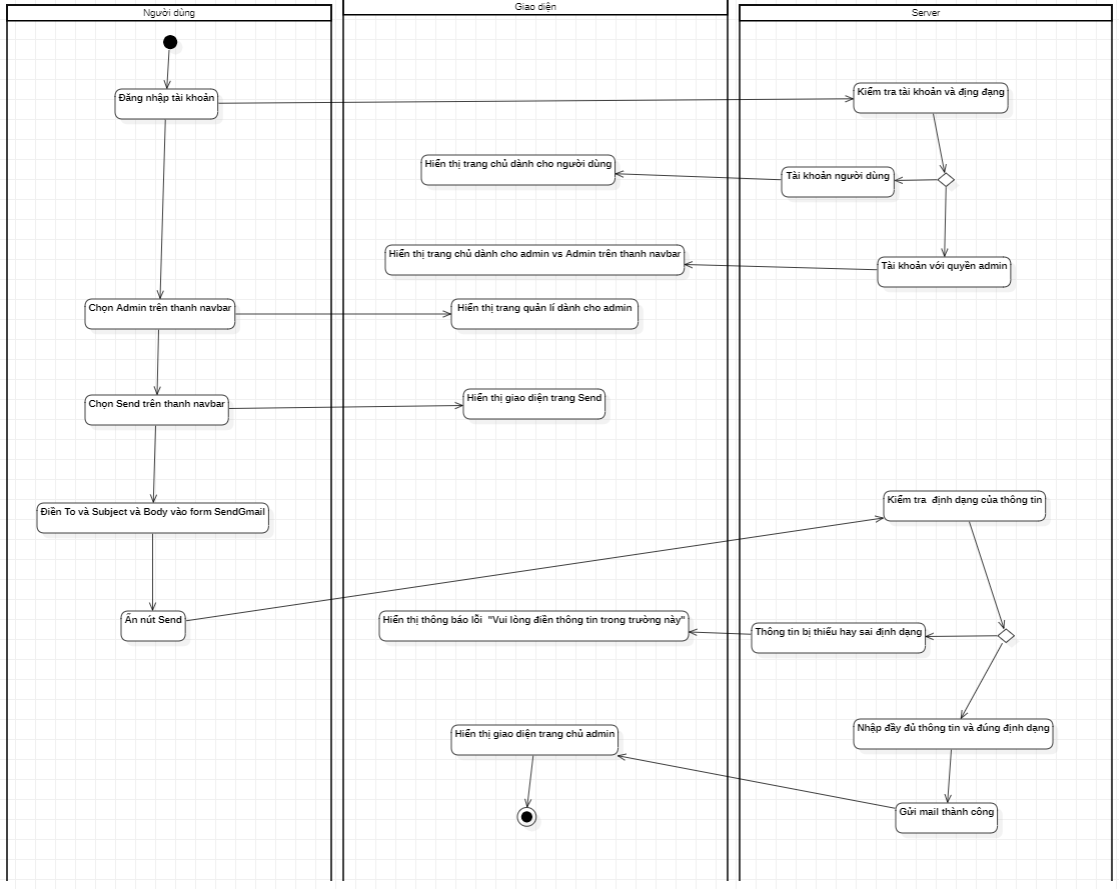 Người dùng
Giao diện
Server
Đăng nhập tài khoản
Kiểm tra tài khoản và địng đạng
Hiển thị trang chủ dành cho người dùng
Tài khoản người dùng
Hiển thị trang chủ dành cho admin vs Admin trên thanh navbar
Tài khoản với quyền admin
Chọn Admin trên thanh navbar
Hiển thị trang quản lí dành cho admin
Chọn Send trên thanh navbar
Hiển thị giao diện trang Send
Điền To và Subject và Body vào form SendGmail
Kiểm tra  định dạng của thông tin
Ấn nút Send
Hiển thị thông báo lỗi  "Vui lòng điền thông tin trong trường này"
Thông tin bị thiếu hay sai định dạng
Hiển thị giao diện trang chủ admin
Nhập đầy đủ thông tin và đúng định dạng
Gửi mail thành công